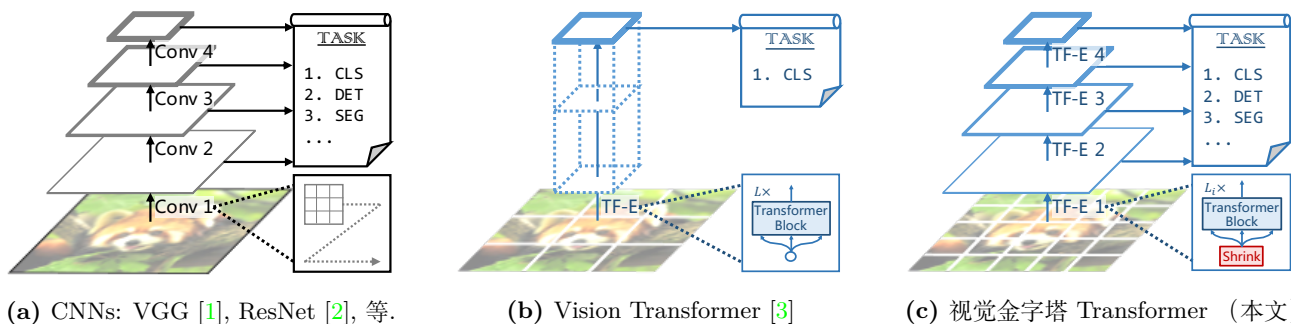 TASK
1. CLS
2. DET
3. SEG
...
Conv 4
Conv 3
Conv 2
Conv 1
(a) CNNs: VGG [1], ResNet [2], 等.
TASK
1. CLS
TF-E
L×
Transformer
Block
(b) Vision Transformer [3]
TASK
1. CLS
2. DET
3. SEG
...
TF-E 4
TF-E 3
TF-E 2
TF-E 1
Li×
Transformer
Block
Shrink
(c) 视觉金字塔 Transformer （本文